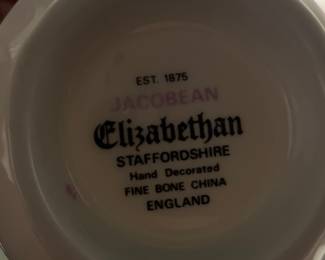 EST. 1875
JACOBEAN
Elizabethan
STAFFORDSHIRE
Hand Decorated
FINE BONE CHINA
ENGLAND